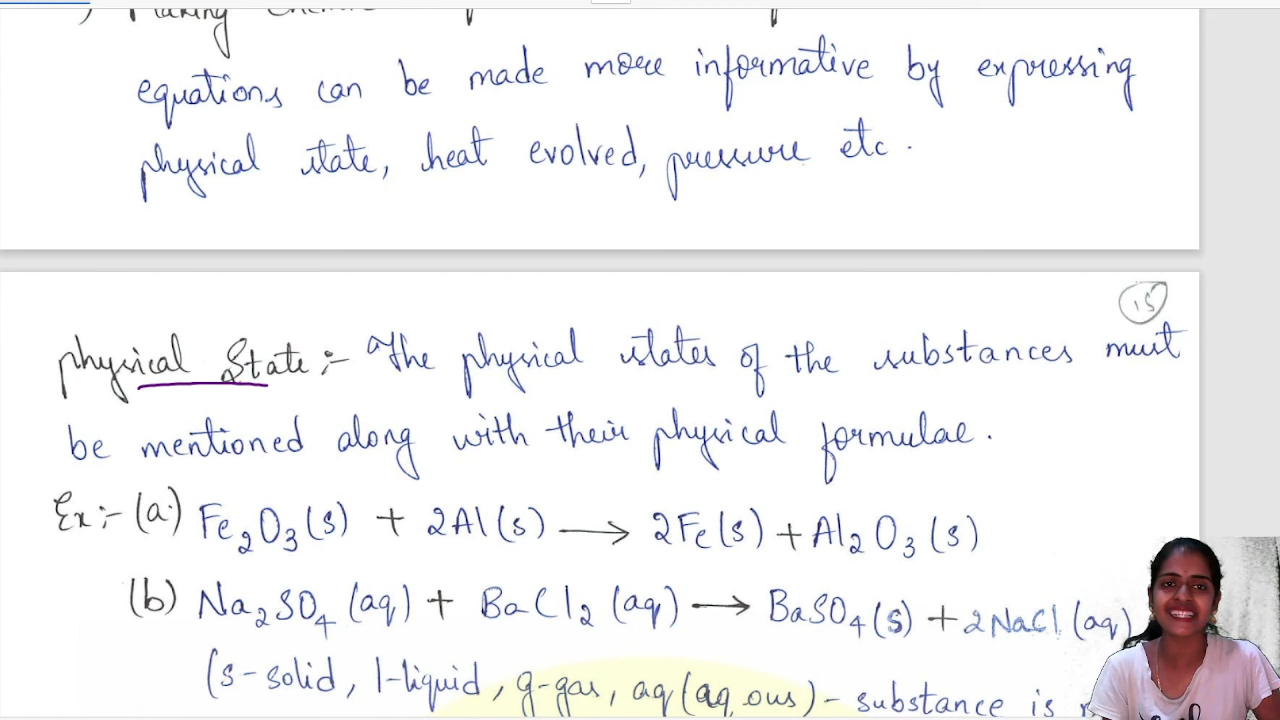 equations can be made more informative by expressing
physical state, heat evolved, pressure etc.
15
physical State :- The physical states of the substances must
be mentioned along with their physical formulae.
Ex :- (a) Fe₂O₃(s) + 2Al(s) ⟶ 2Fe(s) + Al₂O₃(s)
(b) Na₂SO₄(aq) + BaCl₂(aq) ⟶ BaSO₄(s) + 2NaCl(aq)
(s-solid, l-liquid, g-gas, aq(aq ous) - substance is